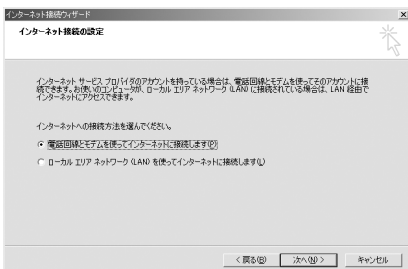 インターネット接続ウィザード
インターネット接続の設定
インターネット サービス プロバイダのアカウントを持っている場合は、電話回線とモデムを使ってそのアカウントに接
続できます。お使いのコンピュータが、ローカル エリア ネットワーク (LAN) に接続されている場合は、LAN 経由で
インターネットにアクセスできます。
インターネットへの接続方法を選んでください。
電話回線とモデムを使ってインターネットに接続します(P)
ローカル エリア ネットワーク (LAN) を使ってインターネットに接続します(L)
< 戻る(B)
次へ(N) >
キャンセル